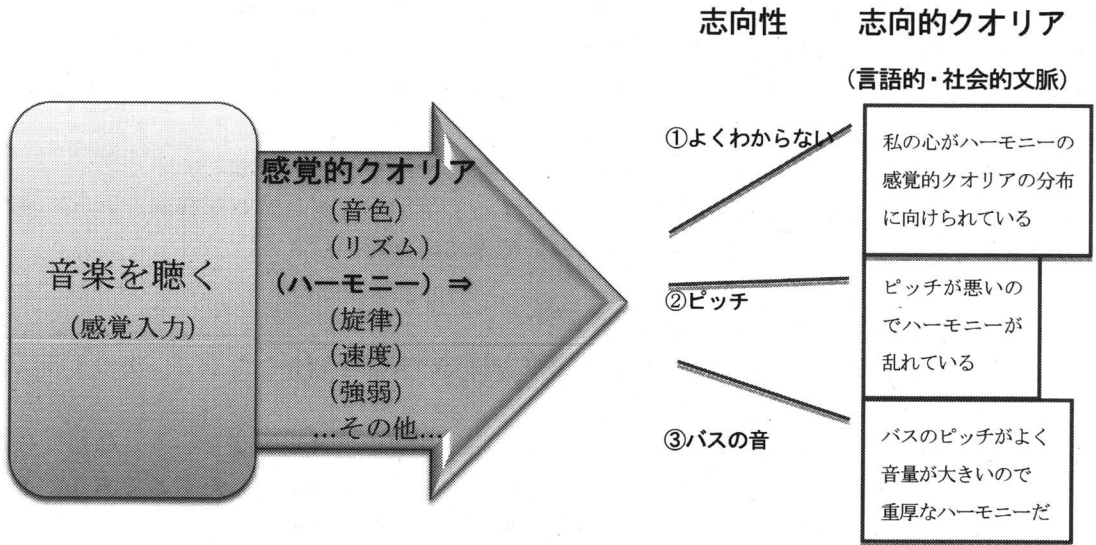 志向性
志向的クオリア
(言語的・社会的文脈)
音楽を聴く
(感覚入力)
感覚的クオリア
(音色)
(リズム)
(ハーモニー) ⇒
(旋律)
(速度)
(強弱)
…その他…
①よくわからない
私の心がハーモニーの
感覚的クオリアの分布
に向けられている
②ピッチ
ピッチが悪いの
でハーモニーが
乱れている
③バスの音
バスのピッチがよく
音量が大きいので
重厚なハーモニーだ